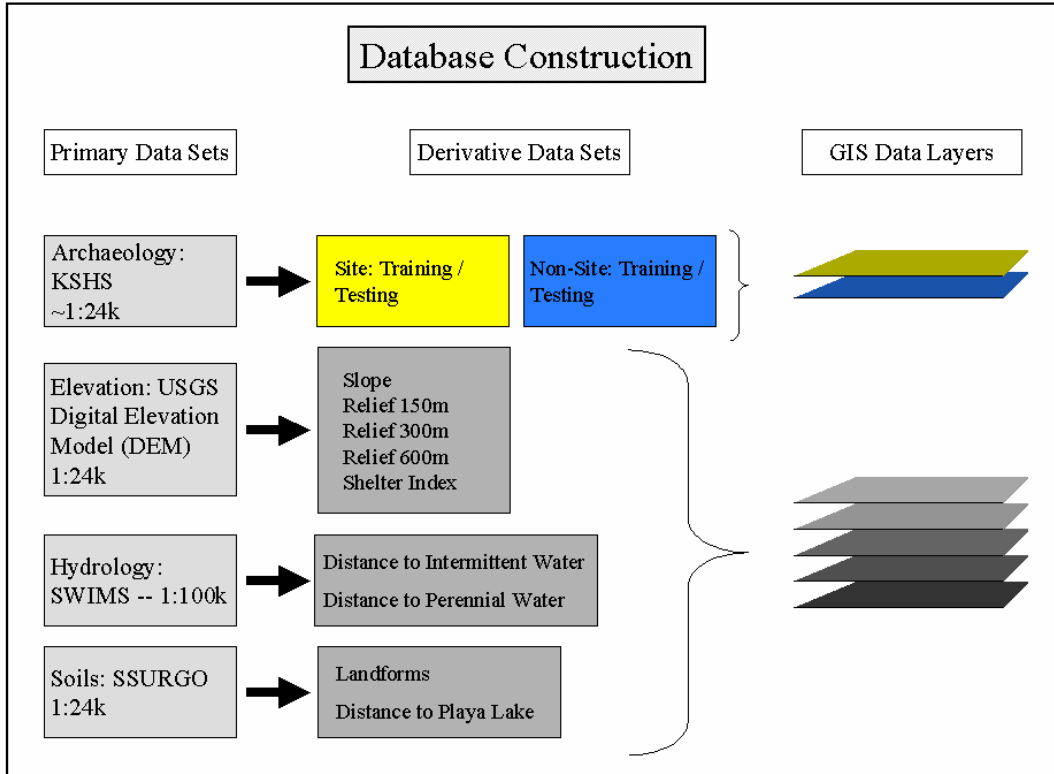 Database Construction
Primary Data Sets
Derivative Data Sets
GIS Data Layers
Archaeology:
KSHS
~1:24k
Site: Training /
Testing
Non-Site: Training /
Testing
Elevation: USGS
Digital Elevation
Model (DEM)
1:24k
Slope
Relief 150m
Relief 300m
Relief 600m
Shelter Index
Hydrology:
SWIMS -- 1:100k
Distance to Intermittent Water
Distance to Perennial Water
Soils: SSURGO
1:24k
Landforms
Distance to Playa Lake